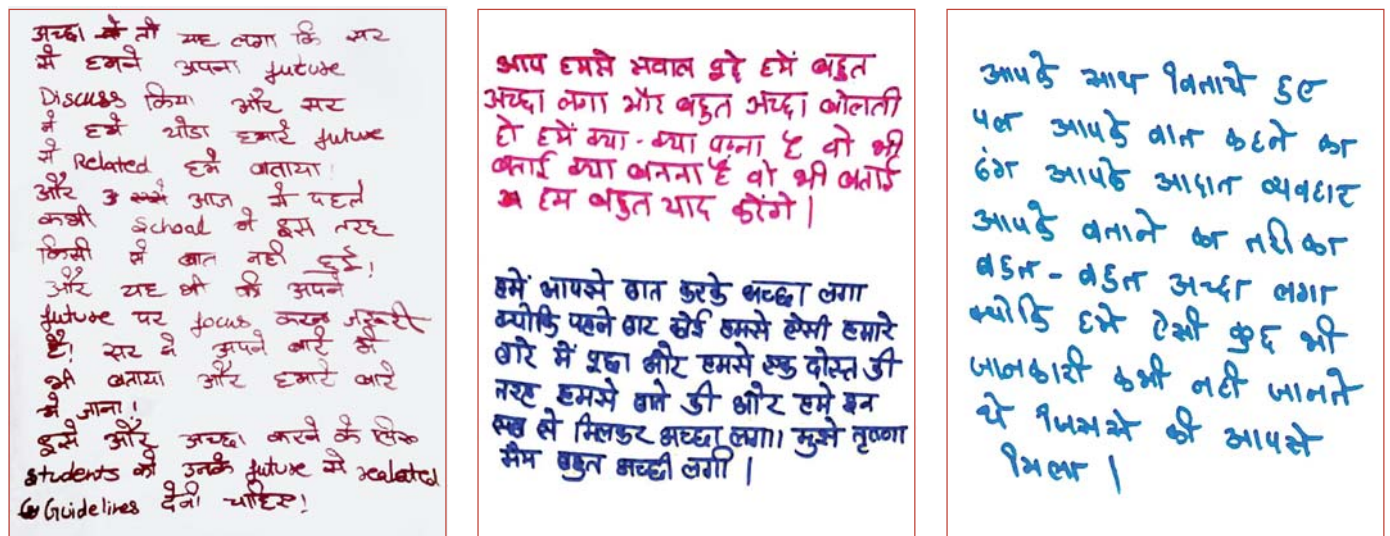 अच्छा तो यह लगा कि सर
से हमने अपना future
Discuss किया और सर
ने हमे थोडा हमारे future
से Related हमे बताया!
और आज से पहले
कभी School ने इस तरह
किसी से बात नही हुई!
और यह भी की अपने
future पर focus करना जरूरी
है! सर ने अपने बारे मे
भी बताया और हमारे बारे
मे जाना!
इसे और अच्छा करने के लिए
students को उनके future से realated
Guidelines देनी चाहिए!
आप हमसे सवाल पूछे हमें बहुत
अच्छा लगा और बहुत अच्छा बोलती
हो हमें क्या-क्या है वो भी
बताई क्या बनना है वो भी बताई
हम बहुत याद करेंगे।
हमें आपसे बात करके अच्छा लगा
क्योकि पहले बार कोई हमसे ऐसी हमारे
बारे में पूछा और हमसे एक दोस्त की
तरह हमसे बाते की और हमे इन
सब से मिलकर अच्छा लगा। मुझे तृष्णा
मैम बहुत अच्छी लगी।
आपके साथ बिताये हुए
पल आपके बात कहने का
ढंग आपके आदात व्यवहार
आपके बताने का तरीका
बहुत-बहुत अच्छा लगा
क्योकि हमे ऐसी कुछ भी
जानकारी कभी नही जानते
थे जिससे की आपसे
मिला।